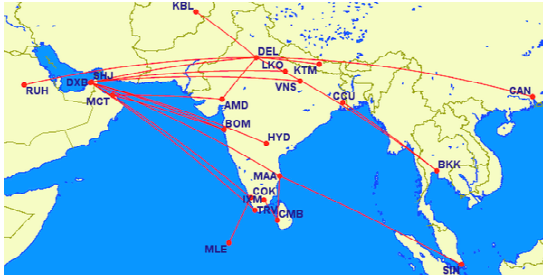 KBL
DEL
LKO
KTM
SHJ
DXB
VNS
RUH
MCT
AMD
CCU
CAN
BOM
HYD
BKK
MAA
COK
IXM
TRV
CMB
MLE
SIN